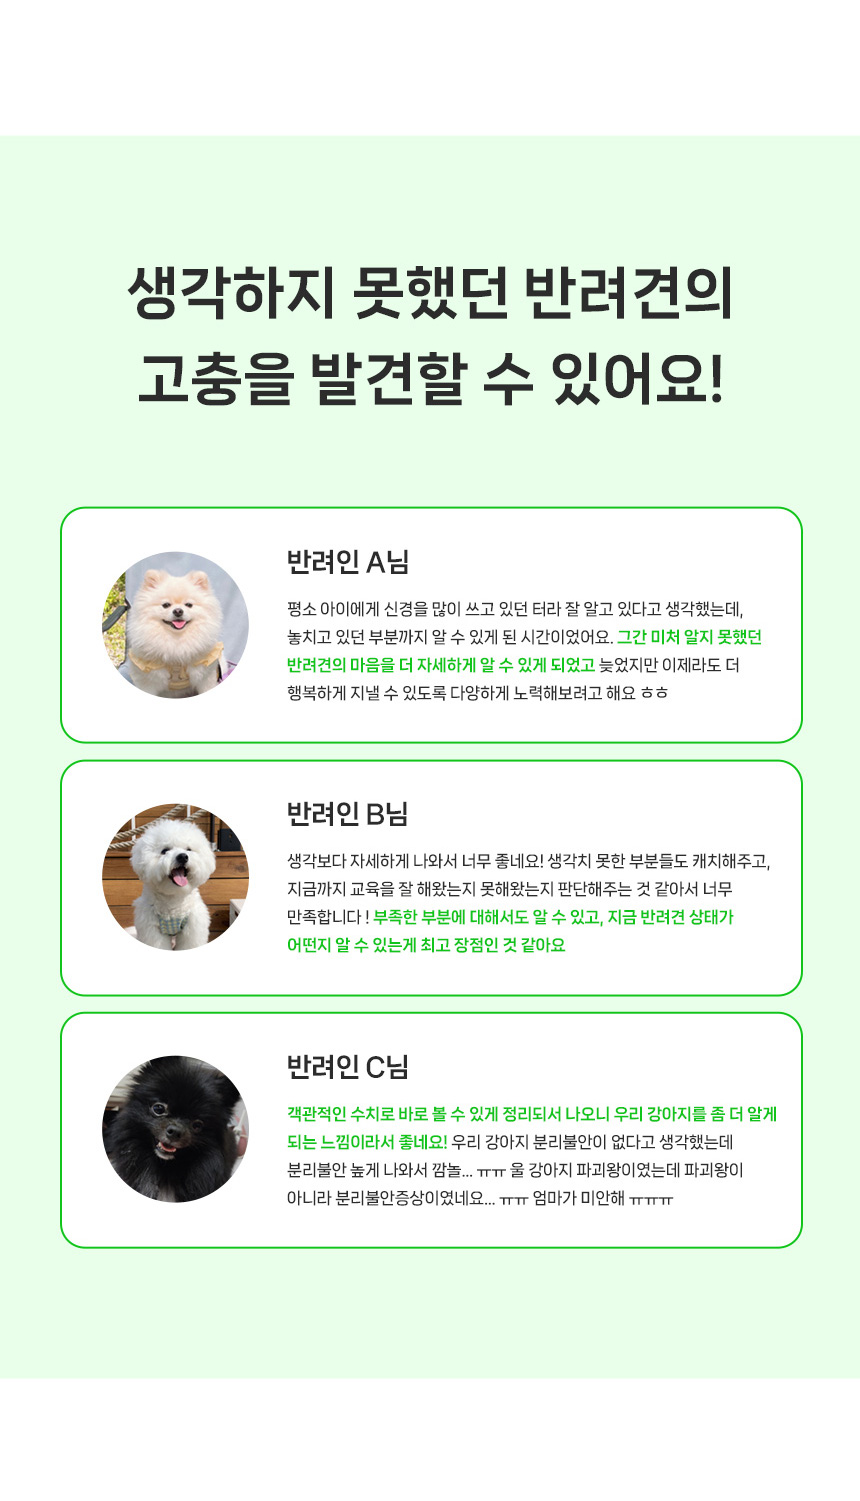 생각하지 못했던 반려견의
고충을 발견할 수 있어요!
반려인 A님
평소 아이에게 신경을 많이 쓰고 있던 터라 잘 알고 있다고 생각했는데,
놓치고 있던 부분까지 알 수 있게 된 시간이었어요. 그간 미처 알지 못했던
반려견의 마음을 더 자세하게 알 수 있게 되었고 늦었지만 이제라도 더
행복하게 지낼 수 있도록 다양하게 노력해보려고 해요 ㅎㅎ
반려인 B님
생각보다 자세하게 나와서 너무 좋네요! 생각치 못한 부분들도 캐치해주고,
지금까지 교육을 잘 해왔는지 못해왔는지 판단해주는 것 같아서 너무
만족합니다 ! 부족한 부분에 대해서도 알 수 있고, 지금 반려견 상태가
어떤지 알 수 있는게 최고 장점인 것 같아요
반려인 C님
객관적인 수치로 바로 볼 수 있게 정리되서 나오니 우리 강아지를 좀 더 알게
되는 느낌이라서 좋네요! 우리 강아지 분리불안이 없다고 생각했는데
분리불안 높게 나와서 깜놀... ㅠㅠ 울 강아지 파괴왕이였는데 파괴왕이
아니라 분리불안증상이였네요... ㅠㅠ 엄마가 미안해 ㅠㅠㅠ